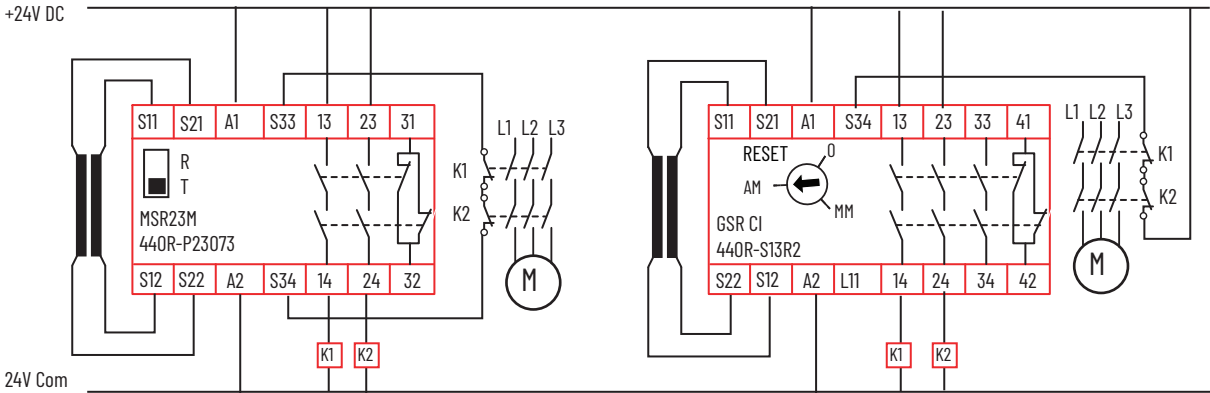 +24V DC
S11 S21 A1 S33 13 23 31
R
T
MSR23M
440R-P23073
S12 S22 A2 S34 14 24 32
L1 L2 L3
K1
K2
M
K1 K2
S11 S21 A1 S34 13 23 33 41
RESET 0
AM
MM
GSR CI
440R-S13R2
S22 S12 A2 L11 14 24 34 42
L1 L2 L3
K1
K2
M
K1 K2
24V Com